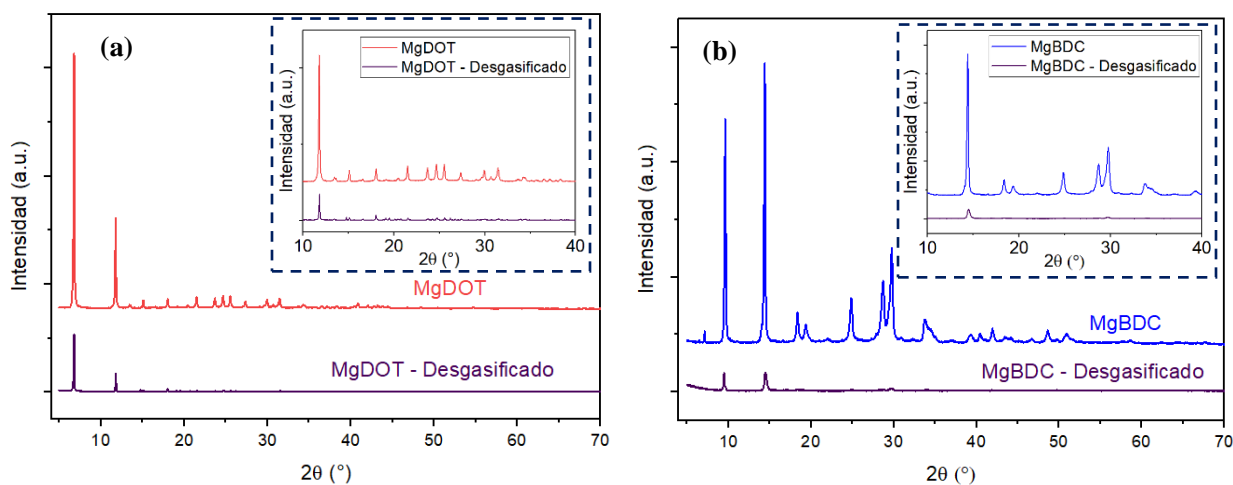 (a)
Intensidad (a.u.)
MgDOT
MgDOT - Desgasificado
Intensidad (a.u.)
10 20 30 40
2θ (°)
MgDOT
MgDOT - Desgasificado
10 20 30 40 50 60 70
2θ (°)
(b)
Intensidad (a.u.)
MgBDC
MgBDC - Desgasificado
Intensidad (a.u.)
10 20 30 40
2θ (°)
MgBDC
MgBDC - Desgasificado
10 20 30 40 50 60 70
2θ (°)